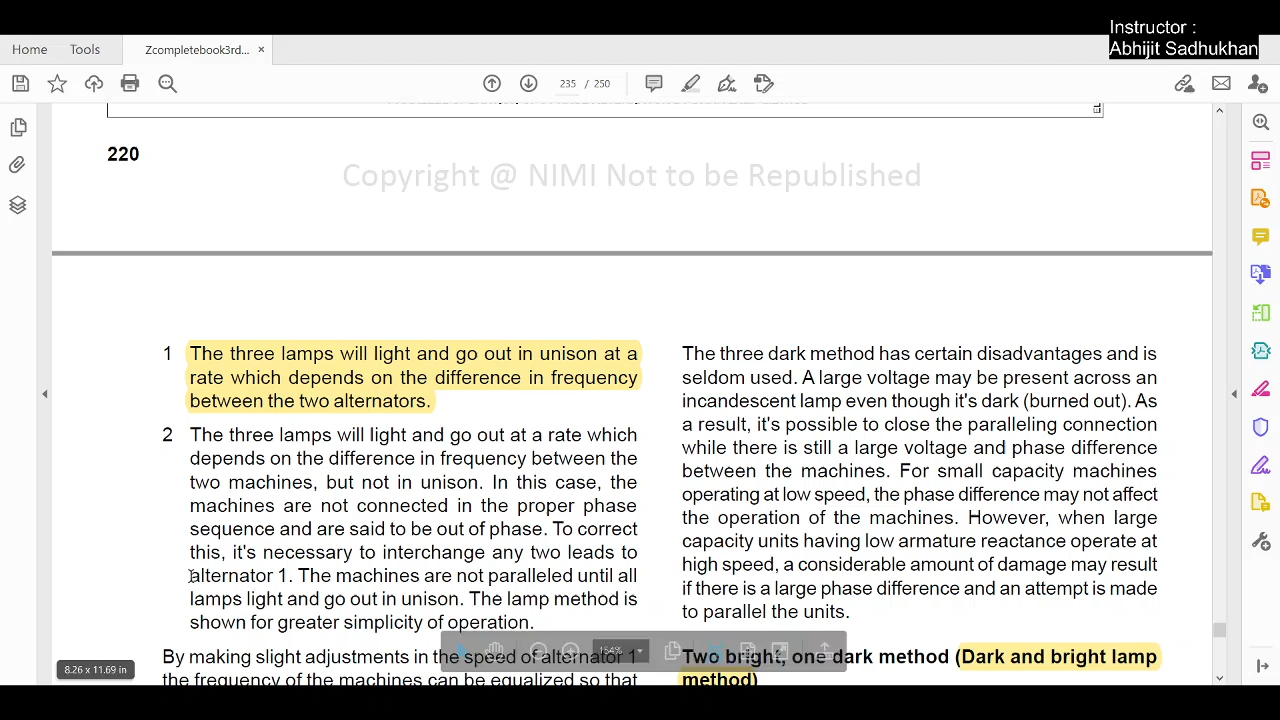 Instructor :
Abhijit Sadhukhan
Home
Tools
Zcompletebook3rd...
235 / 250
220
Copyright @ NIMI Not to be Republished
1 The three lamps will light and go out in unison at a
rate which depends on the difference in frequency
between the two alternators.
2 The three lamps will light and go out at a rate which
depends on the difference in frequency between the
two machines, but not in unison. In this case, the
machines are not connected in the proper phase
sequence and are said to be out of phase. To correct
this, it's necessary to interchange any two leads to
alternator 1. The machines are not paralleled until all
lamps light and go out in unison. The lamp method is
shown for greater simplicity of operation.
By making slight adjustments in the speed of alternator 1
the frequency of the machines can be equalized so that
The three dark method has certain disadvantages and is
seldom used. A large voltage may be present across an
incandescent lamp even though it's dark (burned out). As
a result, it's possible to close the paralleling connection
while there is still a large voltage and phase difference
between the machines. For small capacity machines
operating at low speed, the phase difference may not affect
the operation of the machines. However, when large
capacity units having low armature reactance operate at
high speed, a considerable amount of damage may result
if there is a large phase difference and an attempt is made
to parallel the units.
Two bright, one dark method (Dark and bright lamp
method)
154%
8.26 x 11.69 in